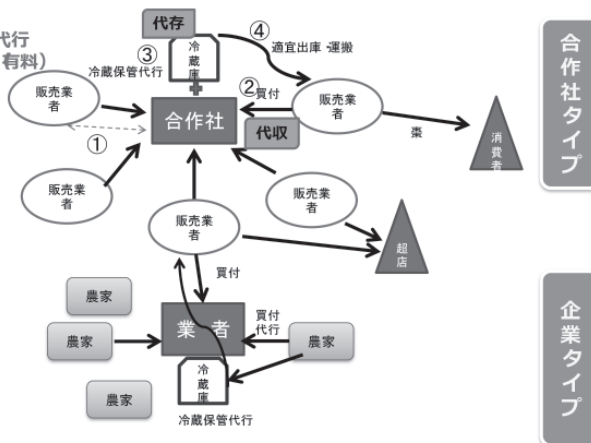 代行
有料）
代存
③
冷蔵庫
④
適宜出庫・運搬
冷蔵保管代行
販売業者
②買付
販売業者
合作社
代収
棗
消費者
①
販売業者
販売業者
販売業者
超店
買付
農家
農家
業　者
買付
代行
農家
冷蔵庫
農家
冷蔵保管代行
合作社タイプ
企業タイプ